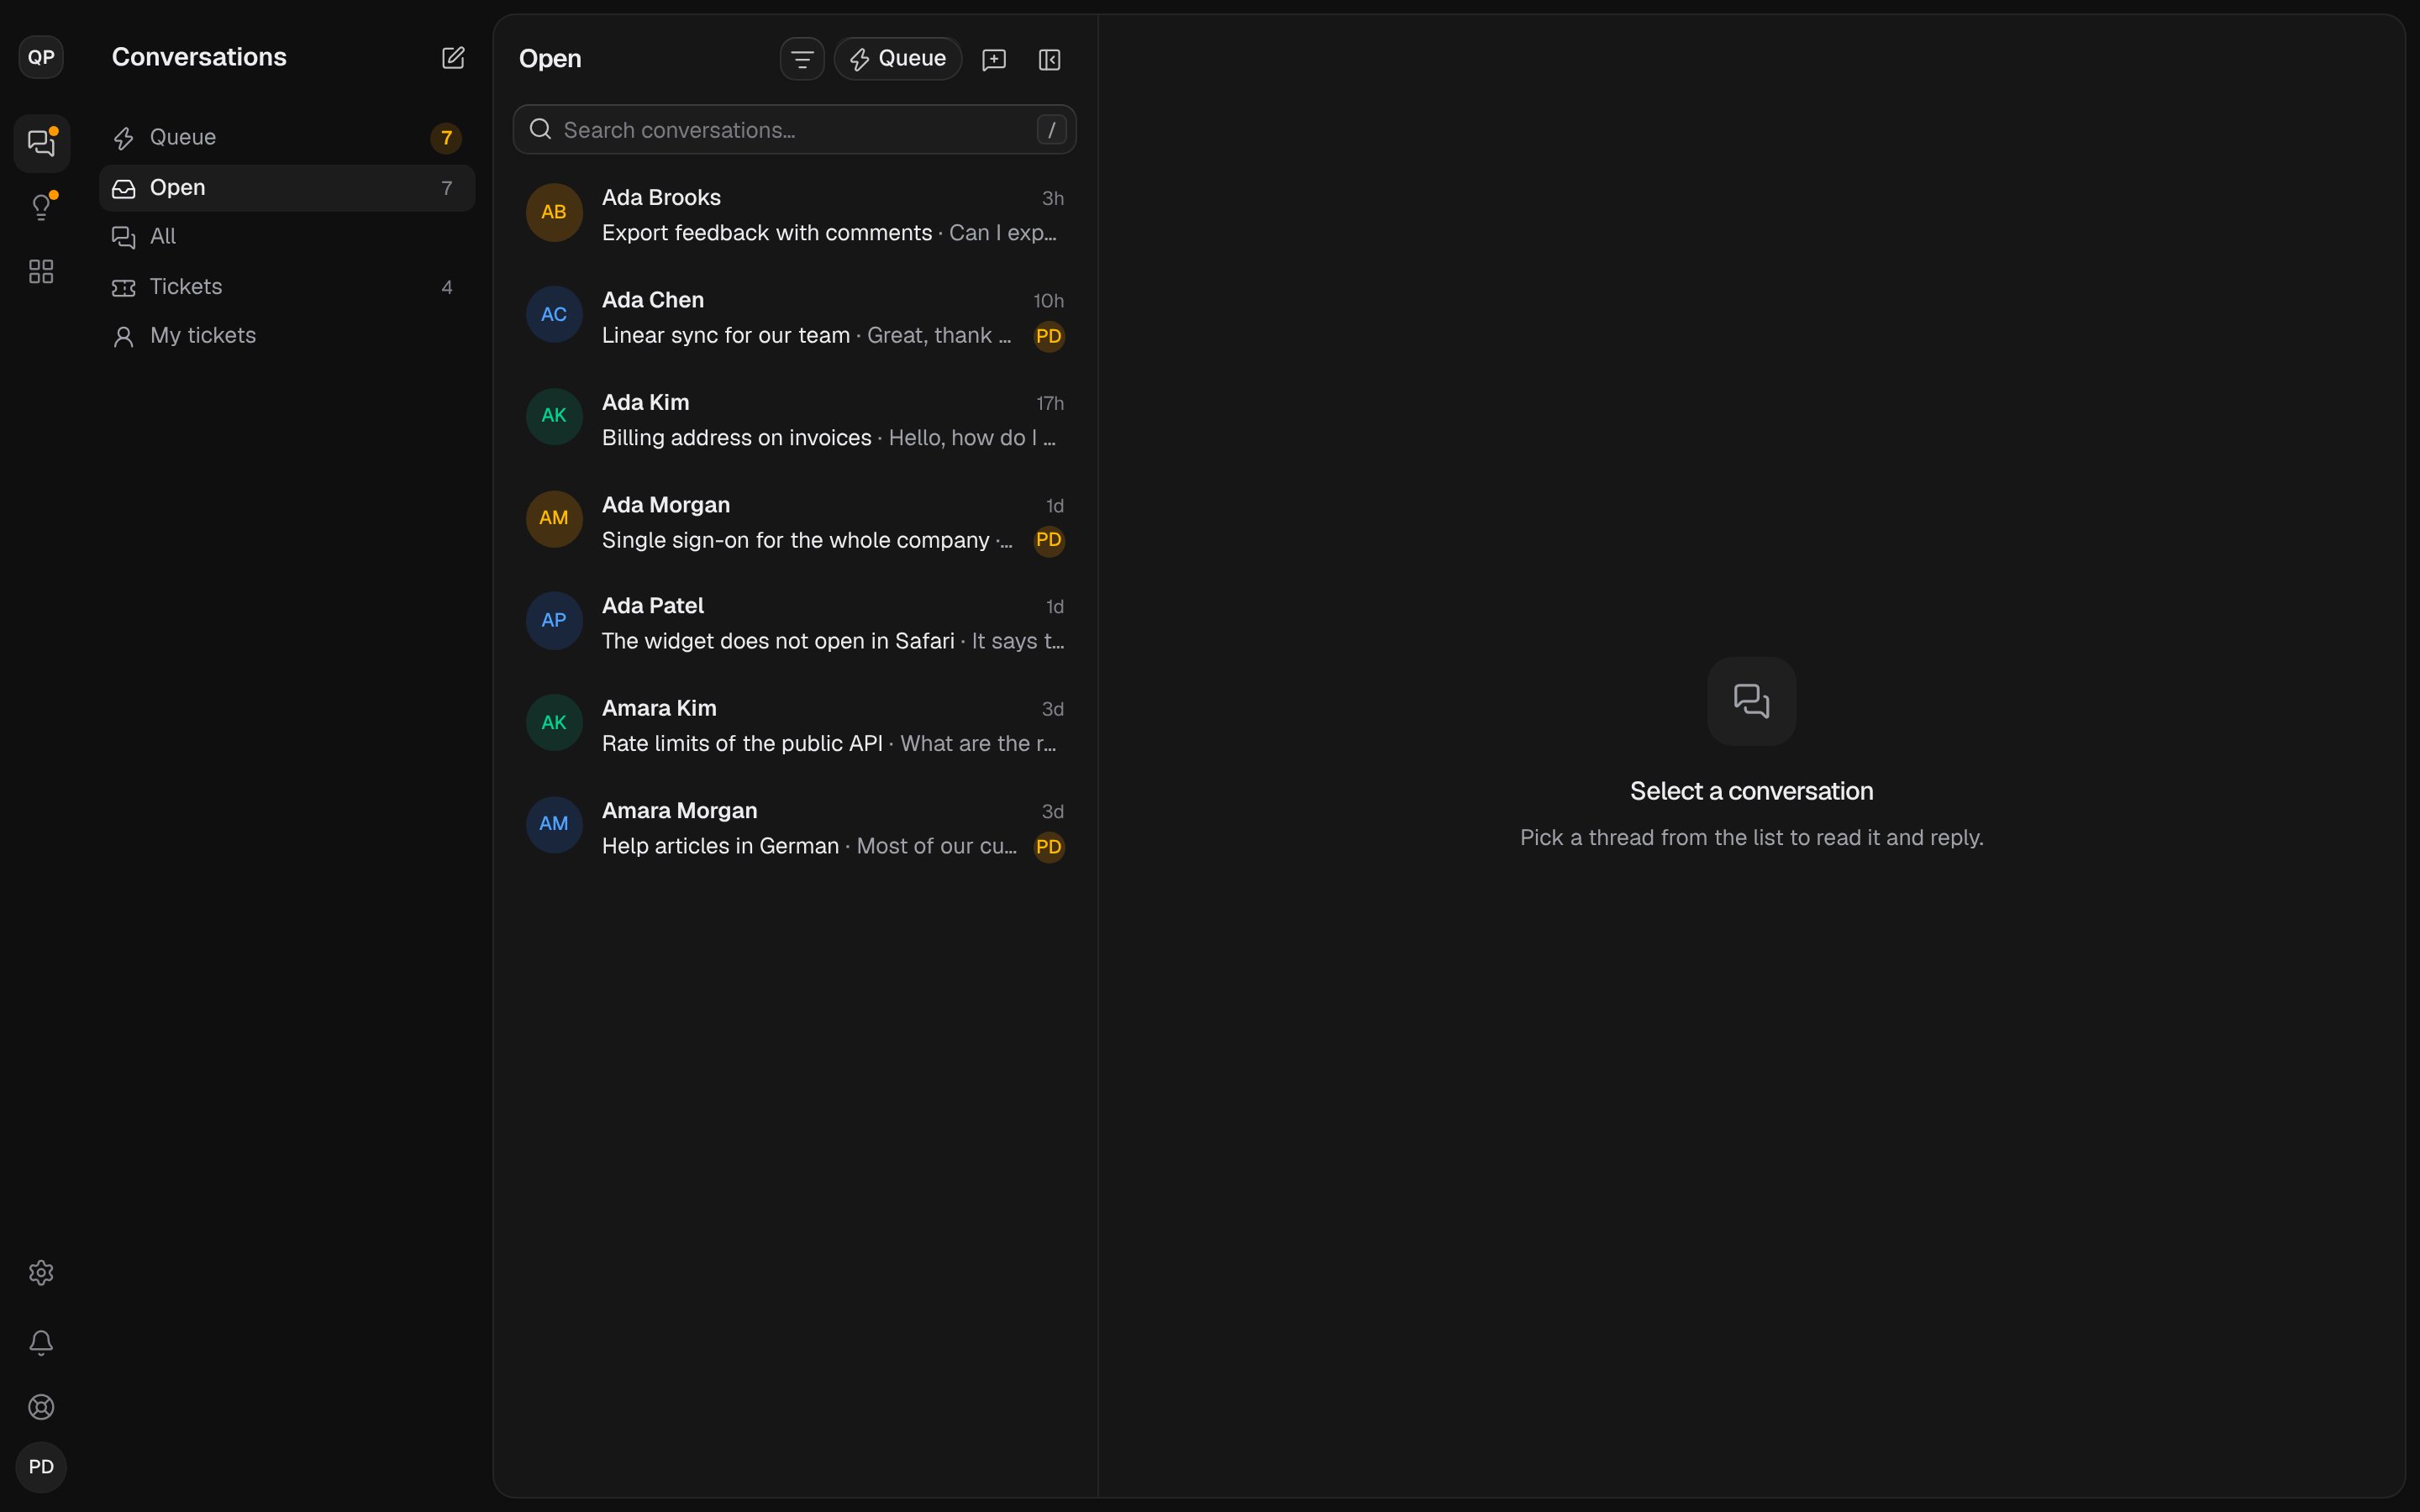 QP
Conversations
Queue 7
Open 7
All
Tickets 4
My tickets
PD
Open
Queue
Search conversations… /
AB
Ada Brooks 3h
Export feedback with comments · Can I exp…
AC
Ada Chen 10h
Linear sync for our team · Great, thank … PD
AK
Ada Kim 17h
Billing address on invoices · Hello, how do I …
AM
Ada Morgan 1d
Single sign-on for the whole company ·… PD
AP
Ada Patel 1d
The widget does not open in Safari · It says t…
AK
Amara Kim 3d
Rate limits of the public API · What are the r…
AM
Amara Morgan 3d
Help articles in German · Most of our cu… PD
Select a conversation
Pick a thread from the list to read it and reply.